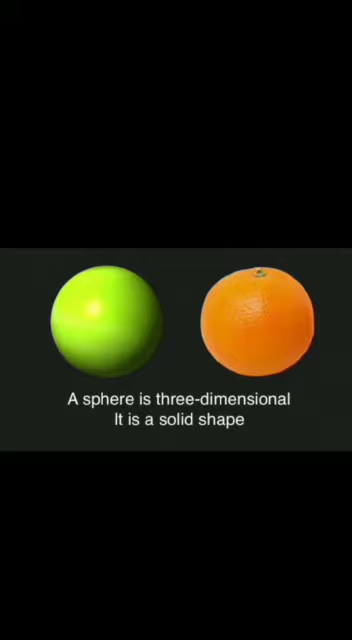 A sphere is three-dimensional
It is a solid shape